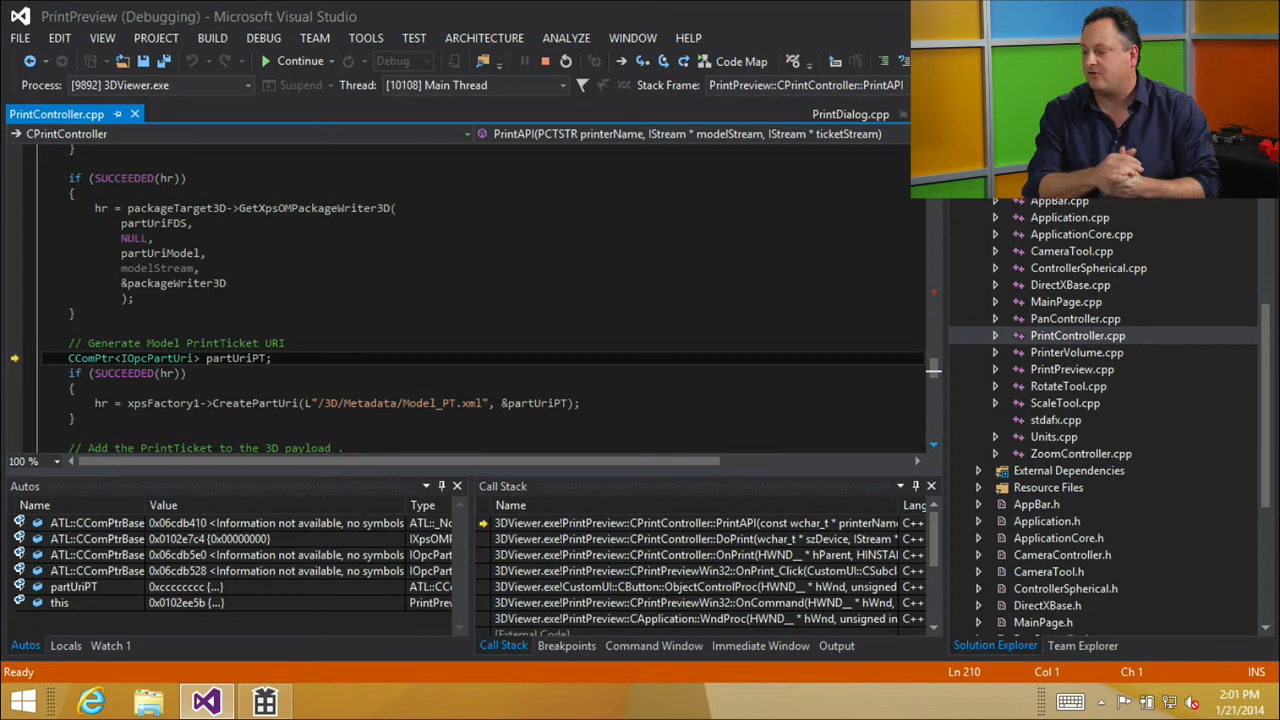 PrintPreview (Debugging) - Microsoft Visual Studio
FILE EDIT VIEW PROJECT BUILD DEBUG TEAM TOOLS TEST ARCHITECTURE ANALYZE WINDOW HELP
Continue Debug Code Map
Process: [9892] 3DViewer.exe Suspend Thread: [10108] Main Thread Stack Frame: PrintPreview::CPrintController::PrintAPI
PrintController.cpp PrintDialog.cpp
CPrintController PrintAPI(PCTSTR printerName, IStream * modelStream, IStream * ticketStream)
}
if (SUCCEEDED(hr))
{
hr = packageTarget3D->GetXpsOMPackageWriter3D(
partUriFDS,
NULL,
partUriModel,
modelStream,
&packageWriter3D
);
}
// Generate Model PrintTicket URI
CComPtr<IOpcPartUri> partUriPT;
if (SUCCEEDED(hr))
{
hr = xpsFactory1->CreatePartUri(L"/3D/Metadata/Model_PT.xml", &partUriPT);
}
// Add the PrintTicket to the 3D payload .
100 %
AppBar.cpp
Application.cpp
ApplicationCore.cpp
CameraTool.cpp
ControllerSpherical.cpp
DirectXBase.cpp
MainPage.cpp
PanController.cpp
PrintController.cpp
PrinterVolume.cpp
PrintPreview.cpp
RotateTool.cpp
ScaleTool.cpp
stdafx.cpp
Units.cpp
ZoomController.cpp
External Dependencies
Resource Files
AppBar.h
Application.h
ApplicationCore.h
CameraController.h
CameraTool.h
ControllerSpherical.h
DirectXBase.h
MainPage.h
Autos
Name Value Type
ATL::CComPtrBase 0x06cdb410 <Information not available, no symbols ATL::_No
ATL::CComPtrBase 0x0102e7c4 {0x00000000} IXpsOM
ATL::CComPtrBase 0x06cdb5e0 <Information not available, no symbols IOpcPart
ATL::CComPtrBase 0x06cdb528 <Information not available, no symbols IOpcPart
partUriPT 0xcccccccc {...} ATL::CC
this 0x0102ee5b {...} PrintPre
Autos Locals Watch 1
Call Stack
Name Lang
3DViewer.exe!PrintPreview::CPrintController::PrintAPI(const wchar_t * printerName C++
3DViewer.exe!PrintPreview::CPrintController::DoPrint(wchar_t * szDevice, IStream * C++
3DViewer.exe!PrintPreview::CPrintController::OnPrint(HWND__ * hParent, HINSTA C++
3DViewer.exe!PrintPreview::CPrintPreviewWin32::OnPrint_Click(CustomUI::CSubcl C++
3DViewer.exe!CustomUI::CButton::ObjectControlProc(HWND__ * hWnd, unsigned C++
3DViewer.exe!PrintPreview::CPrintPreviewWin32::OnCommand(HWND__ * hWnd, C++
3DViewer.exe!PrintPreview::CApplication::WndProc(HWND__ * hWnd, unsigned in C++
[External Code]
Call Stack Breakpoints Command Window Immediate Window Output
Solution Explorer Team Explorer
Ready Ln 210 Col 1 Ch 1 INS
2:01 PM
1/21/2014